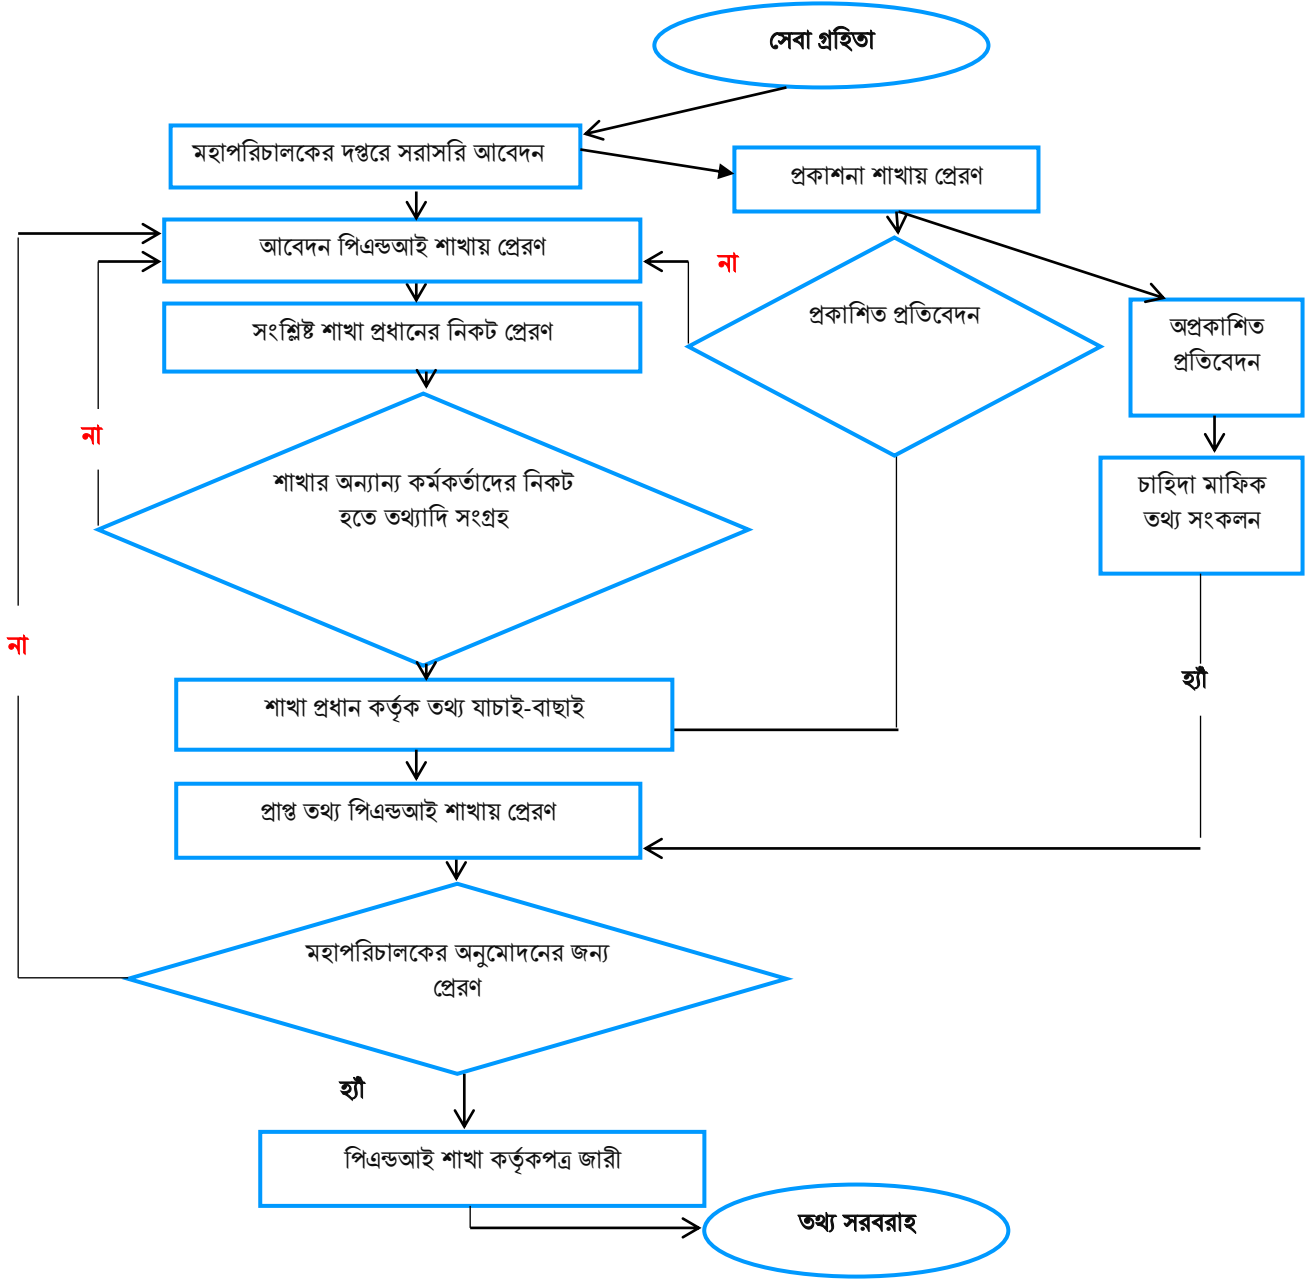 সেবা গ্রহিতা
মহাপরিচালকের দপ্তরে সরাসরি আবেদন
প্রকাশনা শাখায় প্রেরণ
আবেদন পিএন্ডআই শাখায় প্রেরণ
না
না
সংশ্লিষ্ট শাখা প্রধানের নিকট প্রেরণ
প্রকাশিত প্রতিবেদন
অপ্রকাশিত
প্রতিবেদন
শাখার অন্যান্য কর্মকর্তাদের নিকট
হতে তথ্যাদি সংগ্রহ
চাহিদা মাফিক
তথ্য সংকলন
না
হ্যাঁ
শাখা প্রধান কর্তৃক তথ্য যাচাই-বাছাই
প্রাপ্ত তথ্য পিএন্ডআই শাখায় প্রেরণ
মহাপরিচালকের অনুমোদনের জন্য
প্রেরণ
হ্যাঁ
পিএন্ডআই শাখা কর্তৃকপত্র জারী
তথ্য সরবরাহ